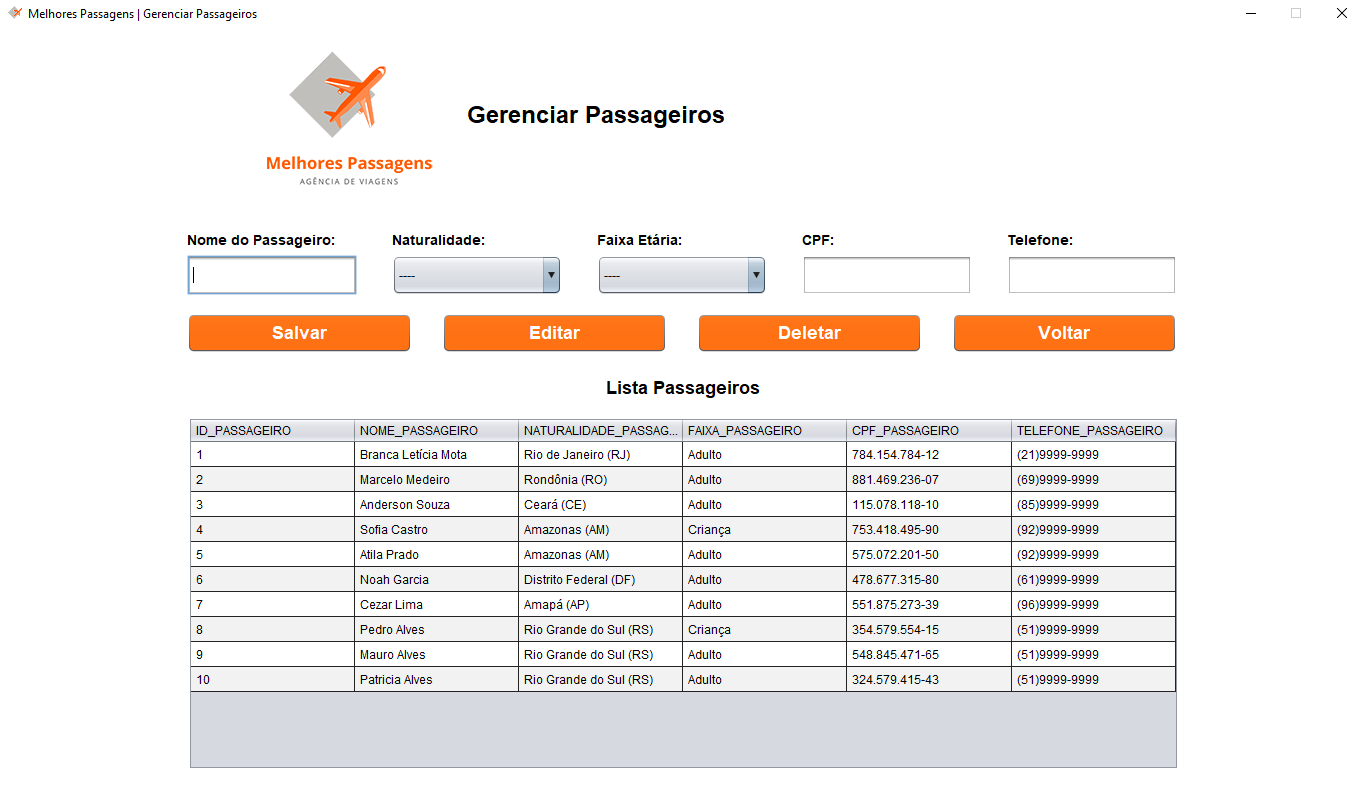 Melhores Passagens | Gerenciar Passageiros
Gerenciar Passageiros
Melhores Passagens
AGÊNCIA DE VIAGENS
Nome do Passageiro: Naturalidade: Faixa Etária: CPF: Telefone:
---- ----
Salvar Editar Deletar Voltar
Lista Passageiros
ID_PASSAGEIRO NOME_PASSAGEIRO NATURALIDADE_PASSAG... FAIXA_PASSAGEIRO CPF_PASSAGEIRO TELEFONE_PASSAGEIRO
1 Branca Letícia Mota Rio de Janeiro (RJ) Adulto 784.154.784-12 (21)9999-9999
2 Marcelo Medeiro Rondônia (RO) Adulto 881.469.236-07 (69)9999-9999
3 Anderson Souza Ceará (CE) Adulto 115.078.118-10 (85)9999-9999
4 Sofia Castro Amazonas (AM) Criança 753.418.495-90 (92)9999-9999
5 Atila Prado Amazonas (AM) Adulto 575.072.201-50 (92)9999-9999
6 Noah Garcia Distrito Federal (DF) Adulto 478.677.315-80 (61)9999-9999
7 Cezar Lima Amapá (AP) Adulto 551.875.273-39 (96)9999-9999
8 Pedro Alves Rio Grande do Sul (RS) Criança 354.579.554-15 (51)9999-9999
9 Mauro Alves Rio Grande do Sul (RS) Adulto 548.845.471-65 (51)9999-9999
10 Patricia Alves Rio Grande do Sul (RS) Adulto 324.579.415-43 (51)9999-9999